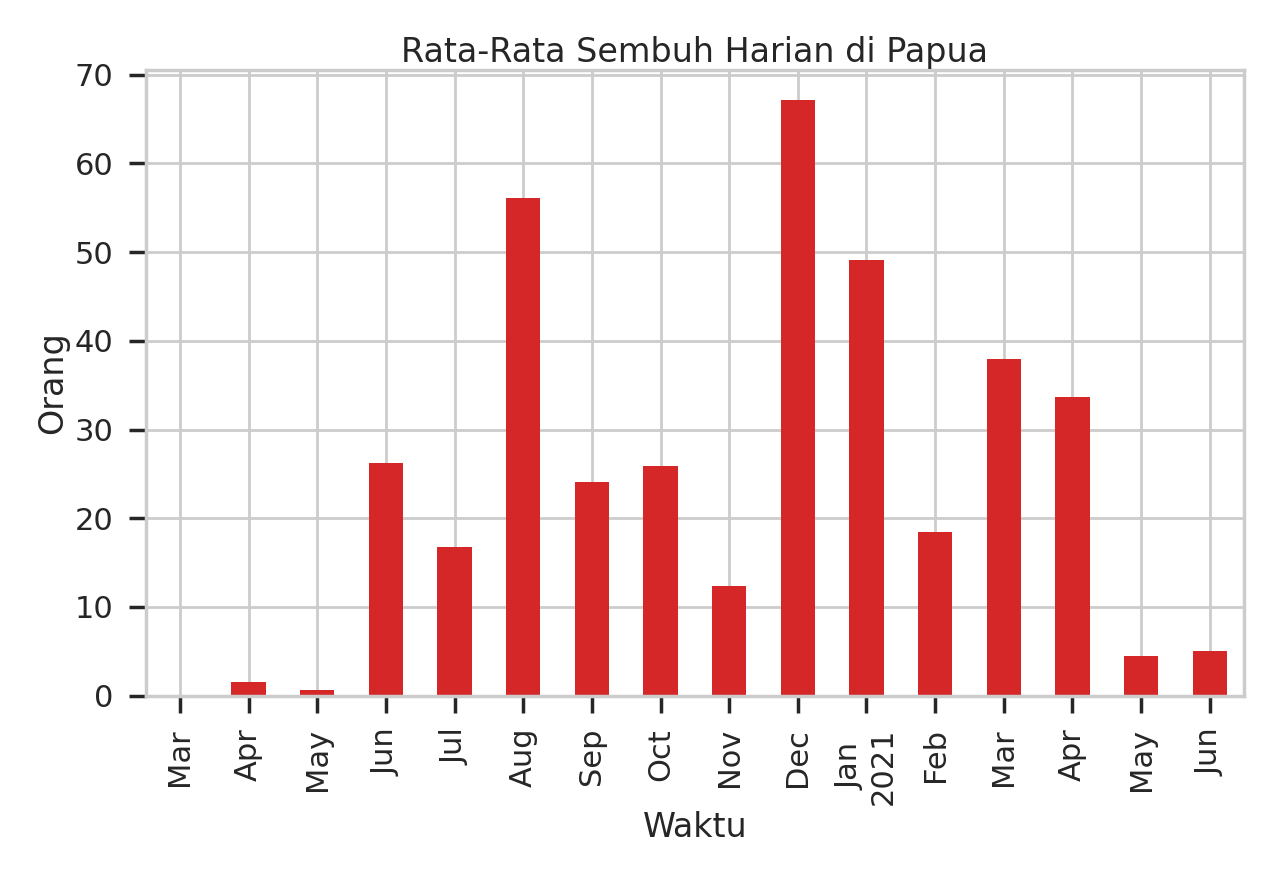 Rata-Rata Sembuh Harian di Papua
70
60
50
40
30
20
10
0
Orang
Mar
Apr
May
Jun
Jul
Aug
Sep
Oct
Nov
Dec
Jan
2021
Feb
Mar
Apr
May
Jun
Waktu